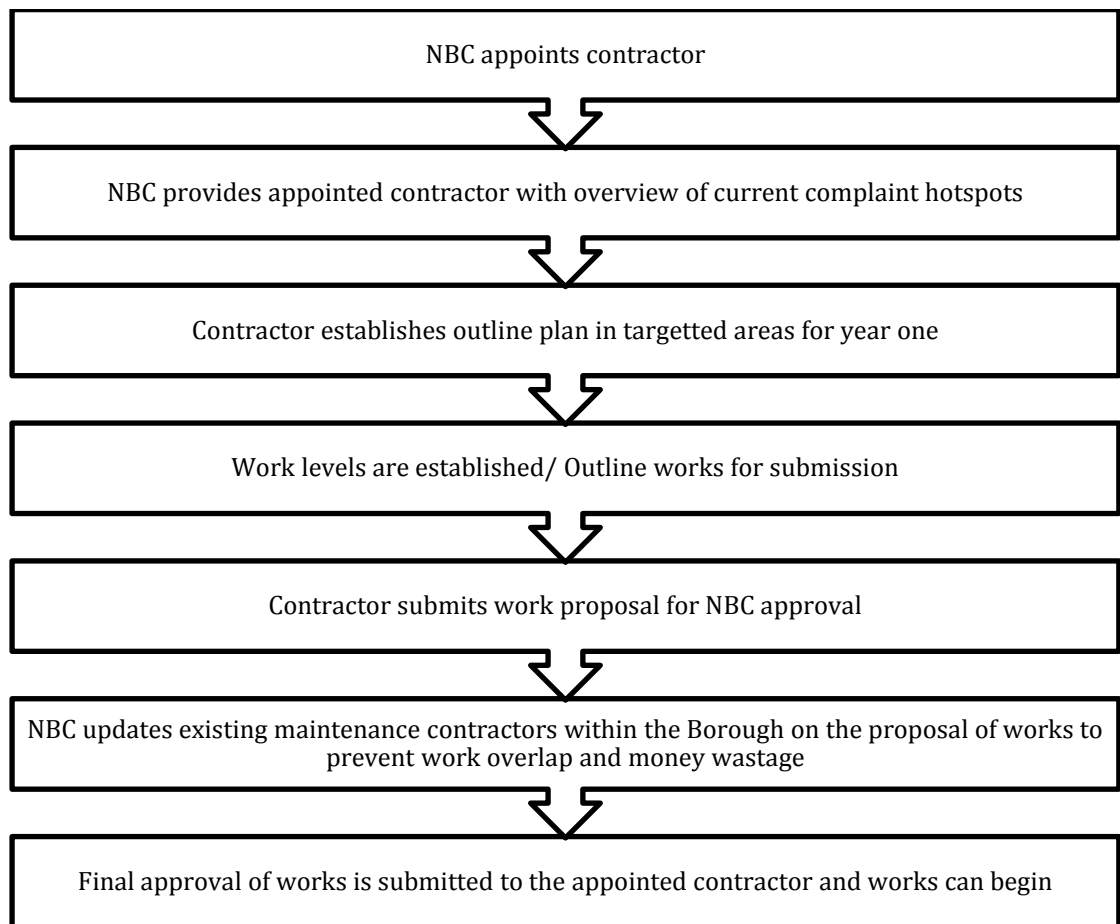 NBC appoints contractor
NBC provides appointed contractor with overview of current complaint hotspots
Contractor establishes outline plan in targetted areas for year one
Work levels are established/ Outline works for submission
Contractor submits work proposal for NBC approval
NBC updates existing maintenance contractors within the Borough on the proposal of works to
prevent work overlap and money wastage
Final approval of works is submitted to the appointed contractor and works can begin